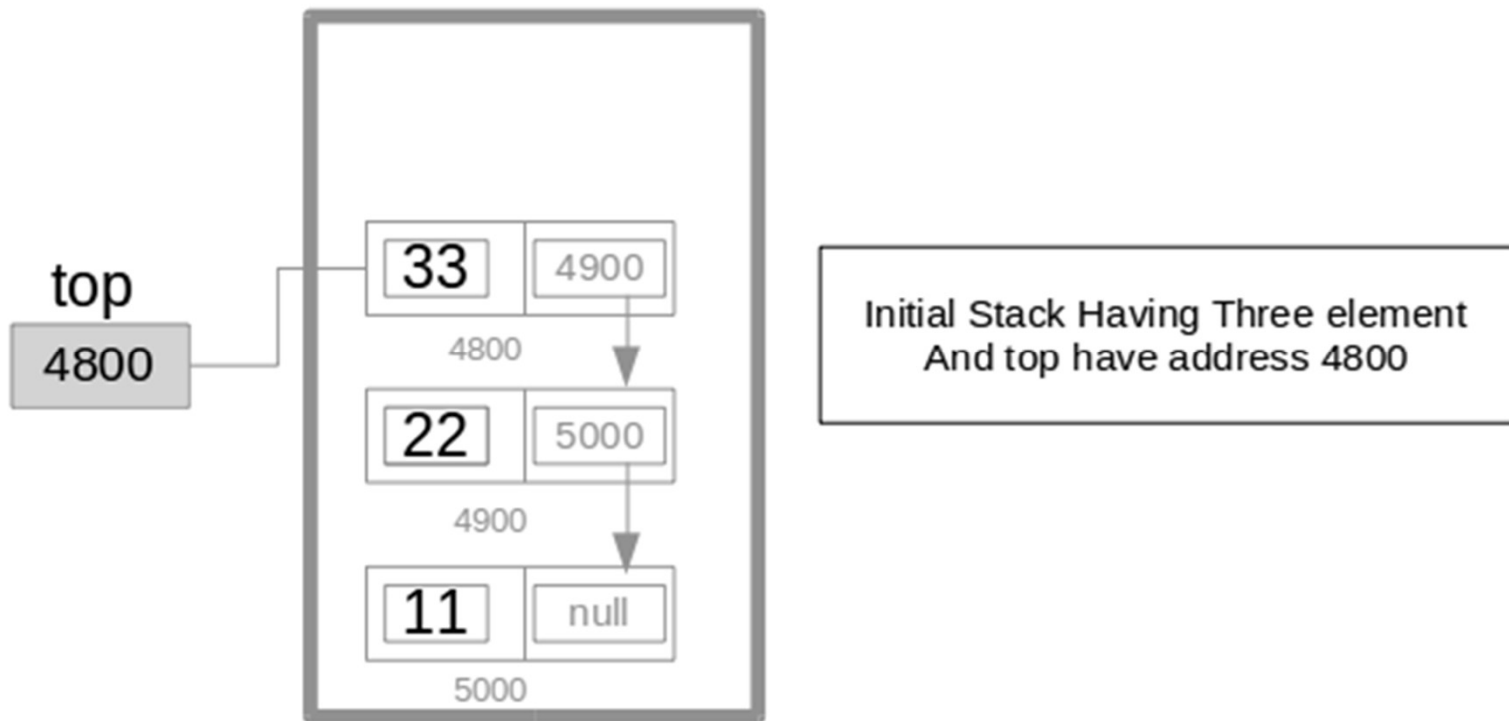 top
4800
33 4900
4800
22 5000
4900
11 null
5000
Initial Stack Having Three element
And top have address 4800